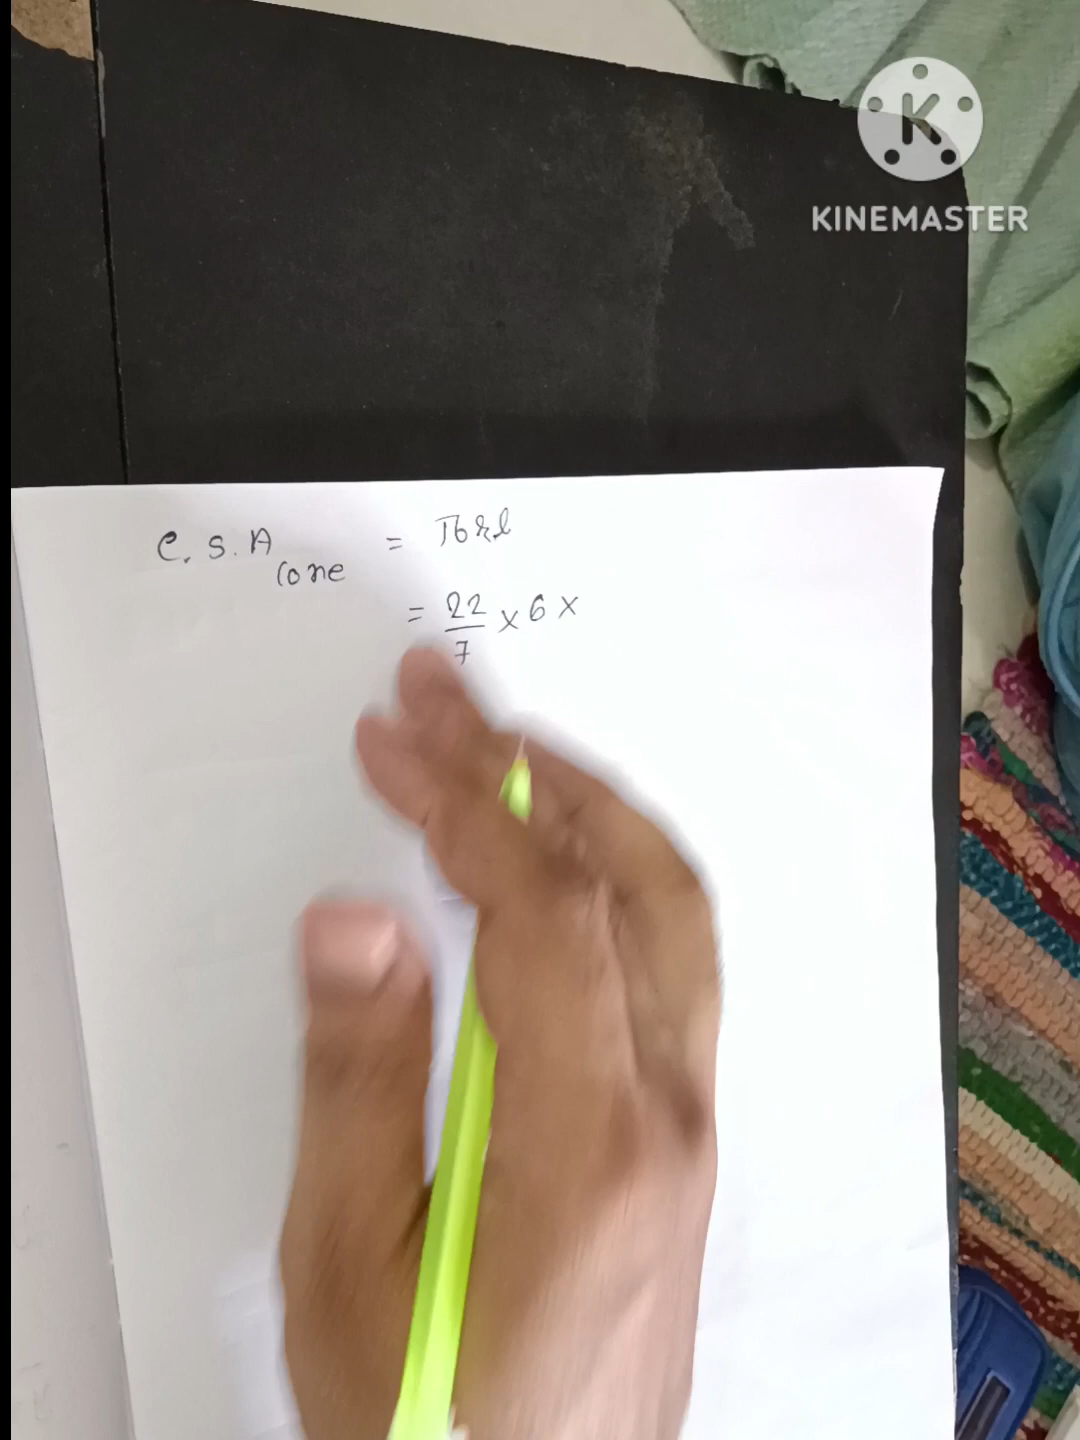 KINEMASTER
C.S.A cone = πrl
= 22/7 × 6 ×